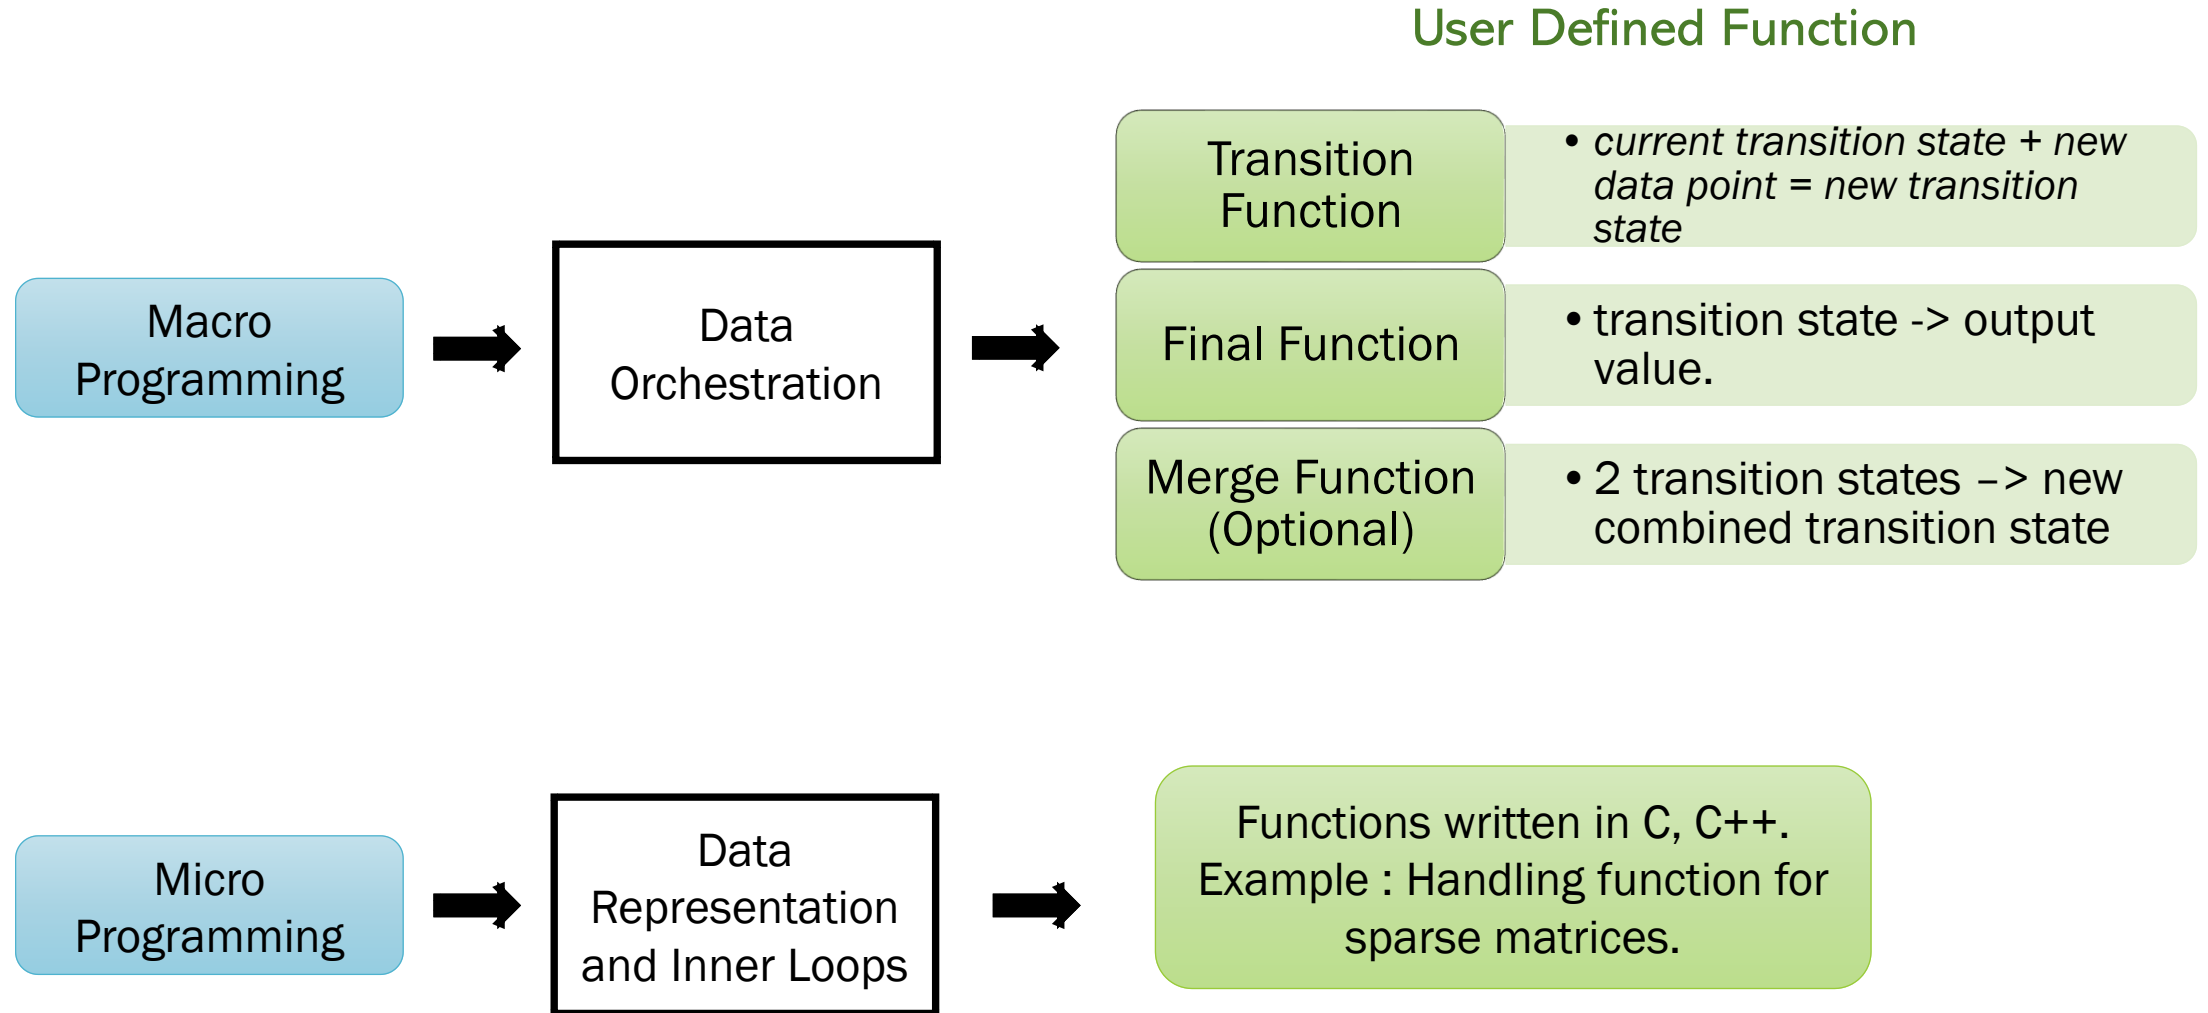 User Defined Function
Macro
Programming
Data
Orchestration
Transition
Function
• current transition state + new
data point = new transition
state
Final Function
• transition state -> output
value.
Merge Function
(Optional)
• 2 transition states –> new
combined transition state
Micro
Programming
Data
Representation
and Inner Loops
Functions written in C, C++.
Example : Handling function for
sparse matrices.